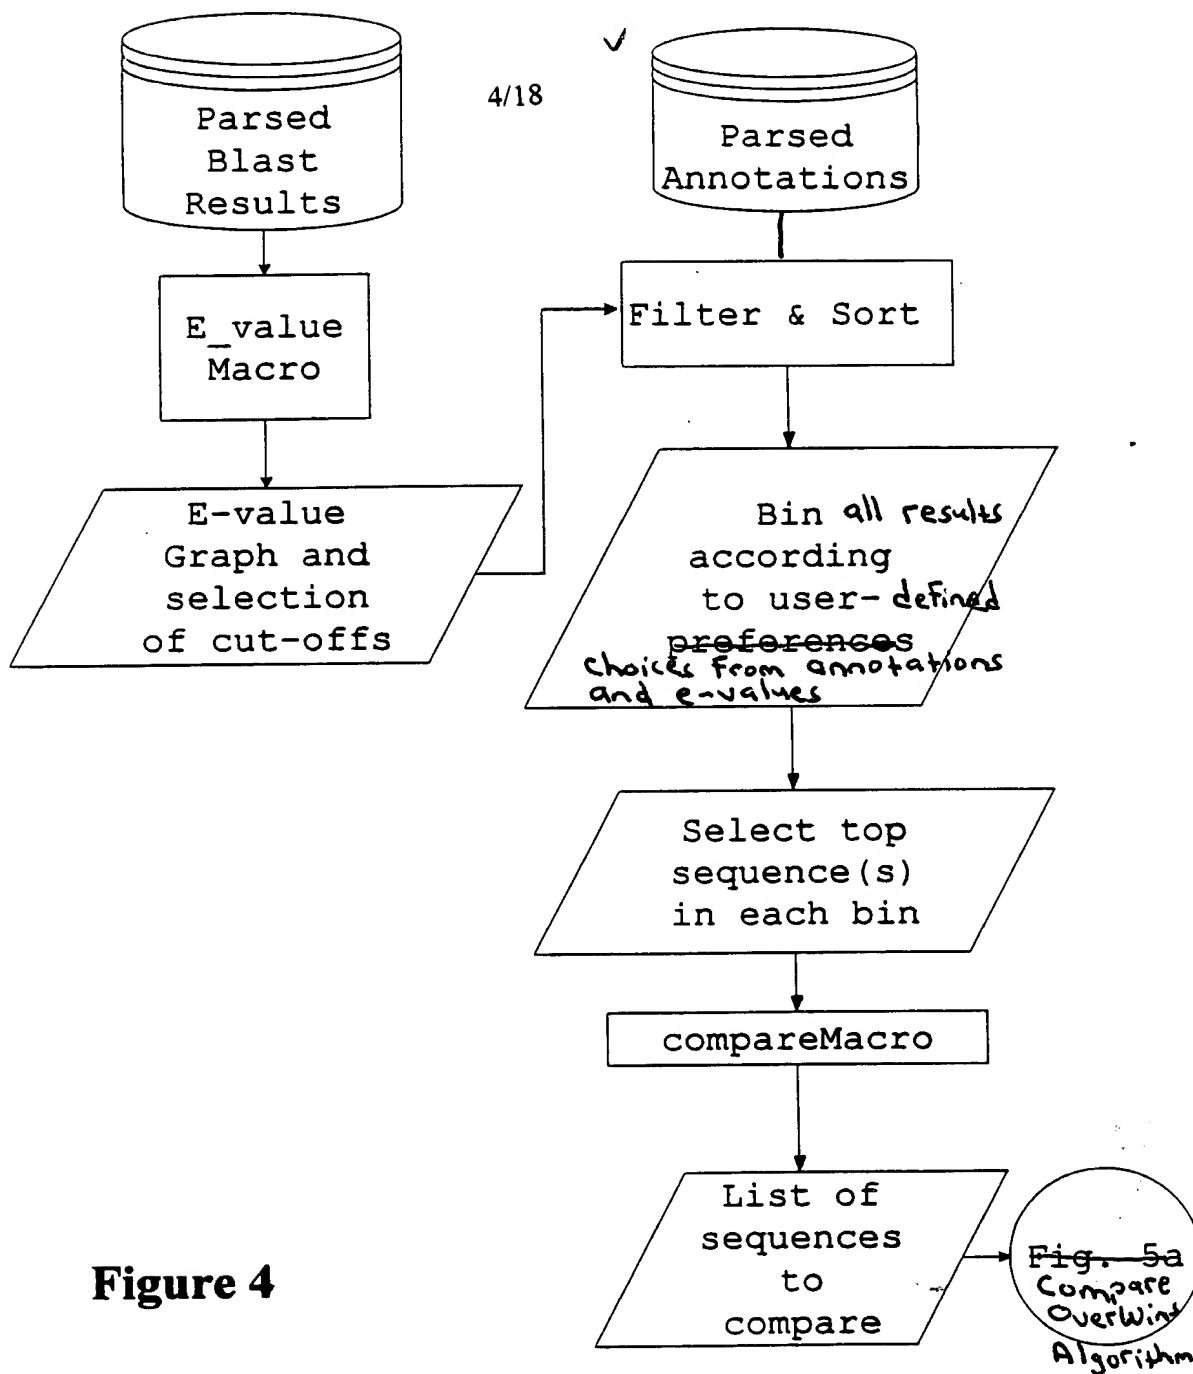 4/18
Parsed
Blast
Results
Parsed
Annotations
E_value
Macro
Filter & Sort
E-value
Graph and
selection
of cut-offs
Bin all results
according
to user-defined
preferences
choices from annotations
and e-values
Select top
sequence(s)
in each bin
compareMacro
List of
sequences
to
compare
Fig. 5a
Compare
Algorithm
Figure 4